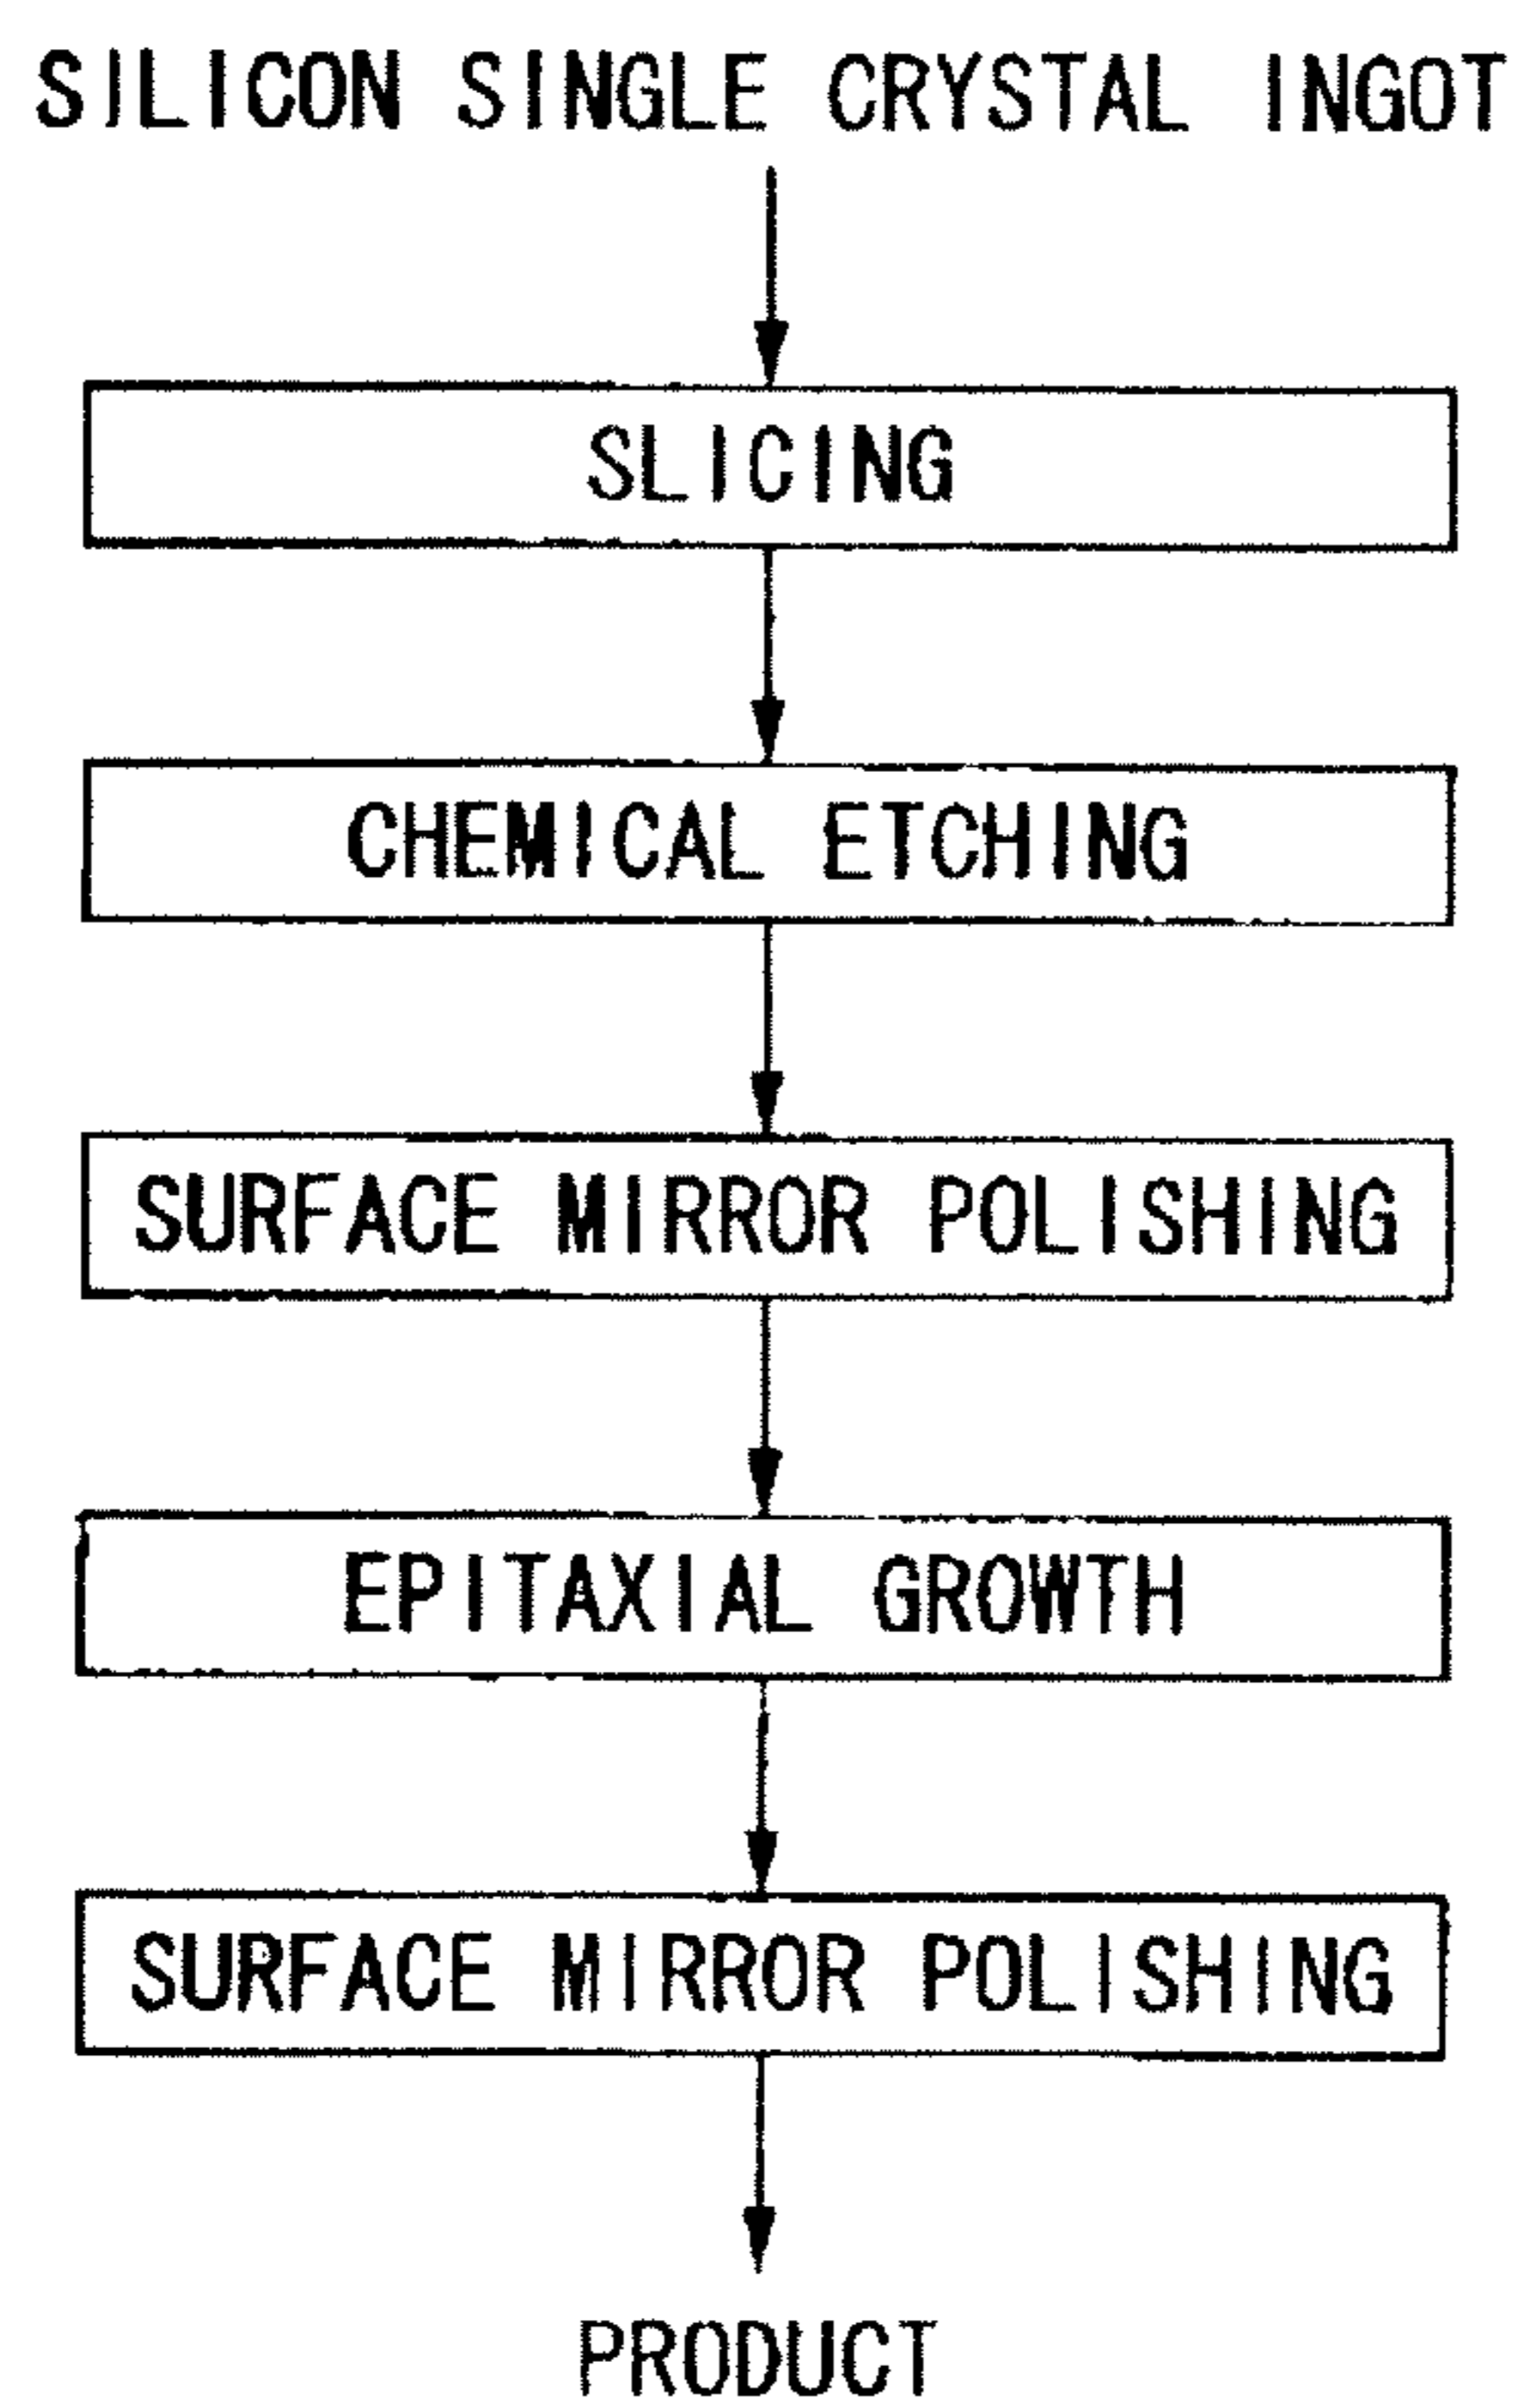 SILICON SINGLE CRYSTAL INGOT
SLICING
CHEMICAL ETCHING
SURFACE MIRROR POLISHING
EPITAXIAL GROWTH
SURFACE MIRROR POLISHING
PRODUCT